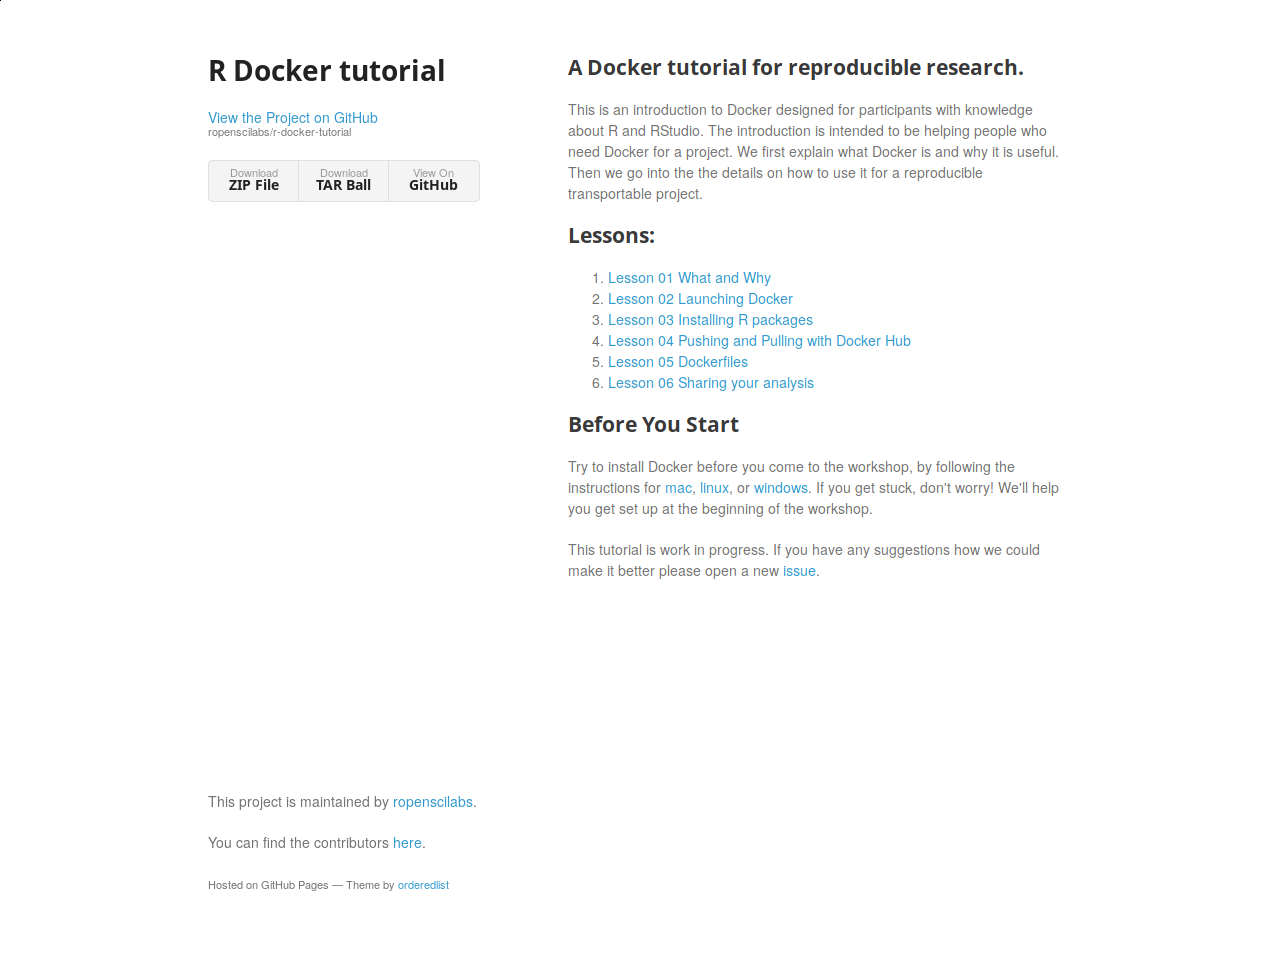 R Docker tutorial
View the Project on GitHub
ropenscilabs/r-docker-tutorial
Download
ZIP File
Download
TAR Ball
View On
GitHub
A Docker tutorial for reproducible research.
This is an introduction to Docker designed for participants with knowledge
about R and RStudio. The introduction is intended to be helping people who
need Docker for a project. We first explain what Docker is and why it is useful.
Then we go into the the details on how to use it for a reproducible
transportable project.
Lessons:
1. Lesson 01 What and Why
2. Lesson 02 Launching Docker
3. Lesson 03 Installing R packages
4. Lesson 04 Pushing and Pulling with Docker Hub
5. Lesson 05 Dockerfiles
6. Lesson 06 Sharing your analysis
Before You Start
Try to install Docker before you come to the workshop, by following the
instructions for mac, linux, or windows. If you get stuck, don't worry! We'll help
you get set up at the beginning of the workshop.
This tutorial is work in progress. If you have any suggestions how we could
make it better please open a new issue.
This project is maintained by ropenscilabs.
You can find the contributors here.
Hosted on GitHub Pages — Theme by orderedlist